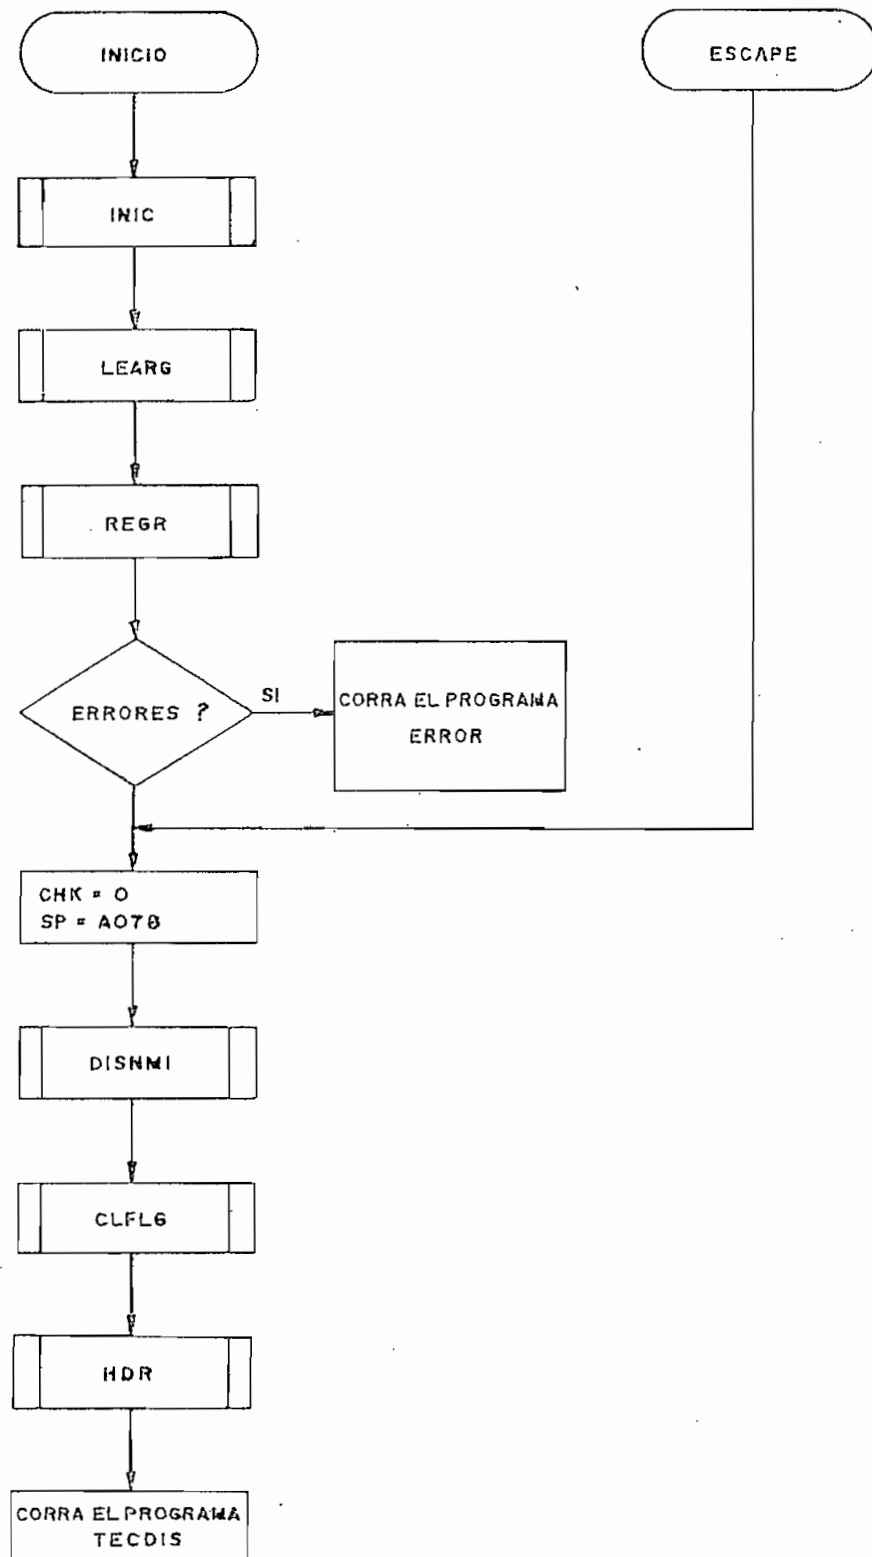 INICIO
ESCAPE
INIC
LEARG
REGR
ERRORES ?
SI
CORRA EL PROGRAMA
ERROR
CHK = 0
SP = A078
DISNMI
CLFLG
HDR
CORRA EL PROGRAMA
TECDIS